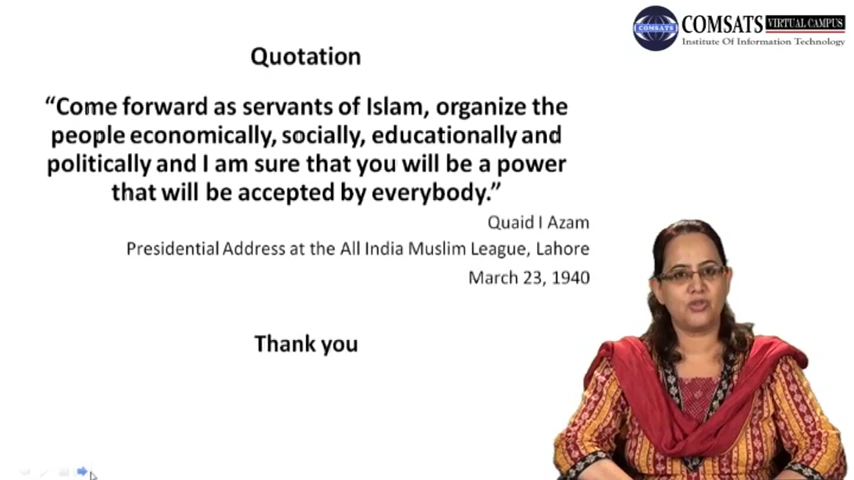 COMSATS VIRTUAL CAMPUS
COMSATS
Institute Of Information Technology
Quotation
“Come forward as servants of Islam, organize the
people economically, socially, educationally and
politically and I am sure that you will be a power
that will be accepted by everybody.”
Quaid I Azam
Presidential Address at the All India Muslim League, Lahore
March 23, 1940
Thank you